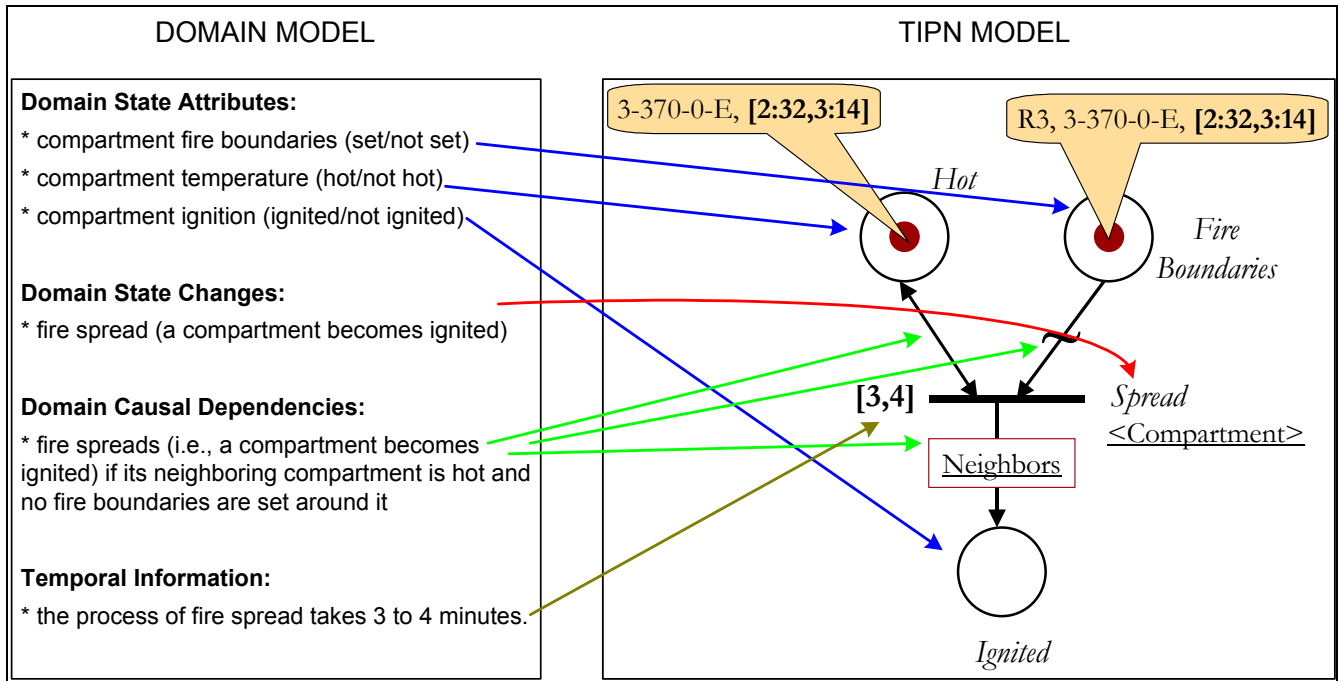 DOMAIN MODEL
Domain State Attributes:
* compartment fire boundaries (set/not set)
* compartment temperature (hot/not hot)
* compartment ignition (ignited/not ignited)
Domain State Changes:
* fire spread (a compartment becomes ignited)
Domain Causal Dependencies:
* fire spreads (i.e., a compartment becomes
ignited) if its neighboring compartment is hot and
no fire boundaries are set around it
Temporal Information:
* the process of fire spread takes 3 to 4 minutes.
TIPN MODEL
3-370-0-E, [2:32,3:14]
R3, 3-370-0-E, [2:32,3:14]
Hot
Fire
Boundaries
~
[3,4]
Spread
<Compartment>
Neighbors
Ignited